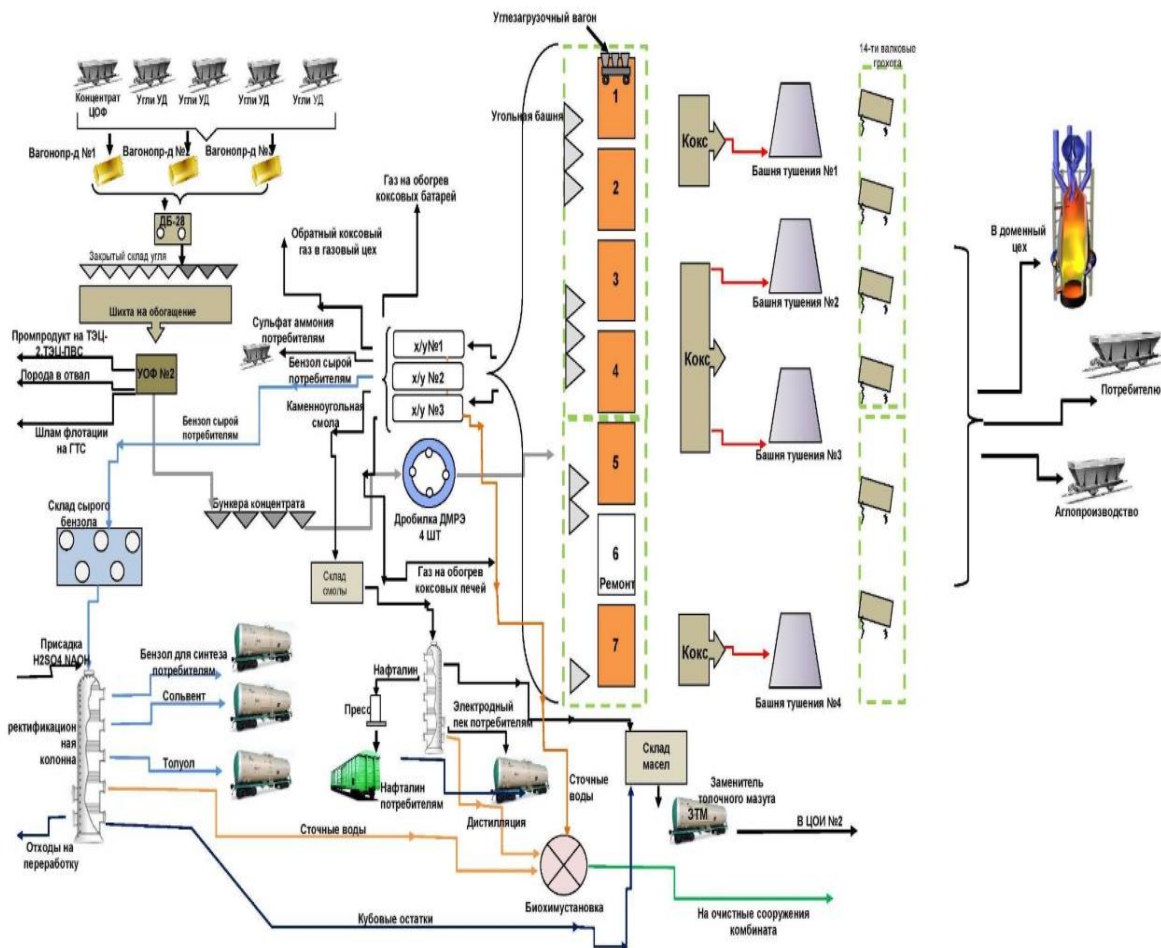 Углезагрузочный вагон
14-ти валковые
грохота
Концентрат
ЦОФ
Угли УД
Угли УД
Угли УД
Угли УД
Угольная башня
Вагонопр-д №1
Вагонопр-д №2
Вагонопр-д №3
ДБ-28
Закрытый склад угля
Шихта на обогащение
Газ на обогрев
коксовых батарей
Обратный коксовый
газ в газовый цех
Сульфат аммония
потребителям
Бензол сырой
потребителям
Каменноугольная
смола
Промпродукт на ТЭЦ-
2,ТЭЦ-ПВС
Порода в отвал
УОФ №2
Шлам флотации
на ГТС
Бензол сырой
потребителям
х/у№1
х/у №2
х/у №3
1
2
3
4
5
6
Ремонт
7
Кокс
Кокс
Кокс
Башня тушения №1
Башня тушения №2
Башня тушения №3
Башня тушения №4
В доменный
цех
Потребителю
Аглопроизводство
Склад сырого
бензола
Бункера концентрата
Дробилка ДМРЭ
4 ШТ
Склад
смолы
Газ на обогрев
коксовых печей
Присадка
H2SO4 NAOH
Бензол для синтеза
потребителям
Сольвент
Толуол
ректификацион
ная
колонна
Отходы на
переработку
Нафталин
Пресс
Нафталин
потребителям
Электродный
пек потребителям
Дистилляция
Сточные
воды
Сточные воды
Кубовые остатки
Биохимустановка
Склад
масел
Заменитель
топочного мазута
ЗТМ
В ЦОИ №2
На очистные сооружения
комбината